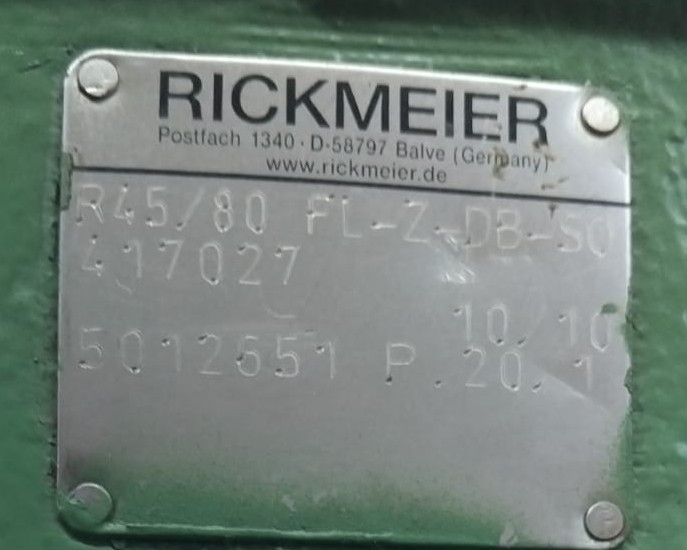 RICKMEIER
Postfach 1340 · D-58797 Balve (Germany)
www.rickmeier.de
R45/80 FL-Z-DB-SO
417027
10/10
5012651 P.20/1